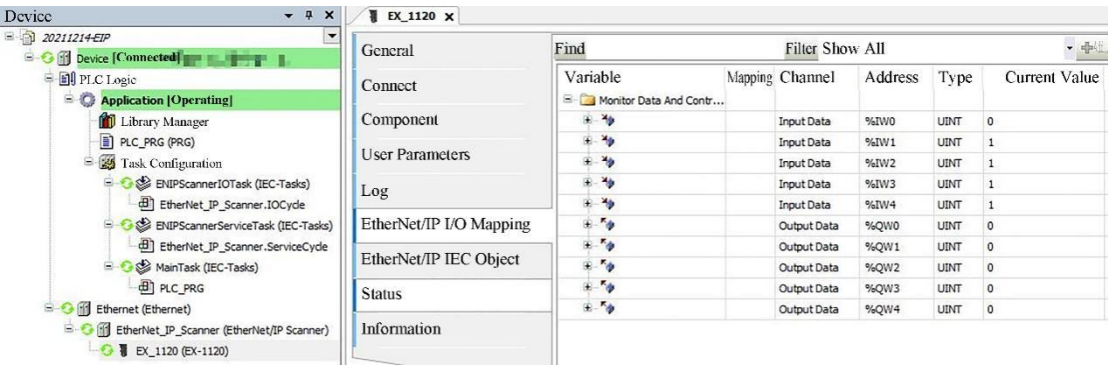 Device
20211214-EIP
Device [Connected]
PLC Logic
Application [Operating]
Library Manager
PLC_PRG (PRG)
Task Configuration
ENIPScannerIOTask (IEC-Tasks)
EtherNet_IP_Scanner.IOCycle
ENIPScannerServiceTask (IEC-Tasks)
EtherNet_IP_Scanner.ServiceCycle
MainTask (IEC-Tasks)
PLC_PRG
Ethernet (Ethernet)
EtherNet_IP_Scanner (EtherNet/IP Scanner)
EX_1120 (EX-1120)
EX_1120
General
Connect
Component
User Parameters
Log
EtherNet/IP I/O Mapping
EtherNet/IP IEC Object
Status
Information
Find Filter Show All
Variable Mapping Channel Address Type Current Value
Monitor Data And Contr...
Input Data %IW0 UINT 0
Input Data %IW1 UINT 1
Input Data %IW2 UINT 1
Input Data %IW3 UINT 1
Input Data %IW4 UINT 1
Output Data %QW0 UINT 0
Output Data %QW1 UINT 0
Output Data %QW2 UINT 0
Output Data %QW3 UINT 0
Output Data %QW4 UINT 0